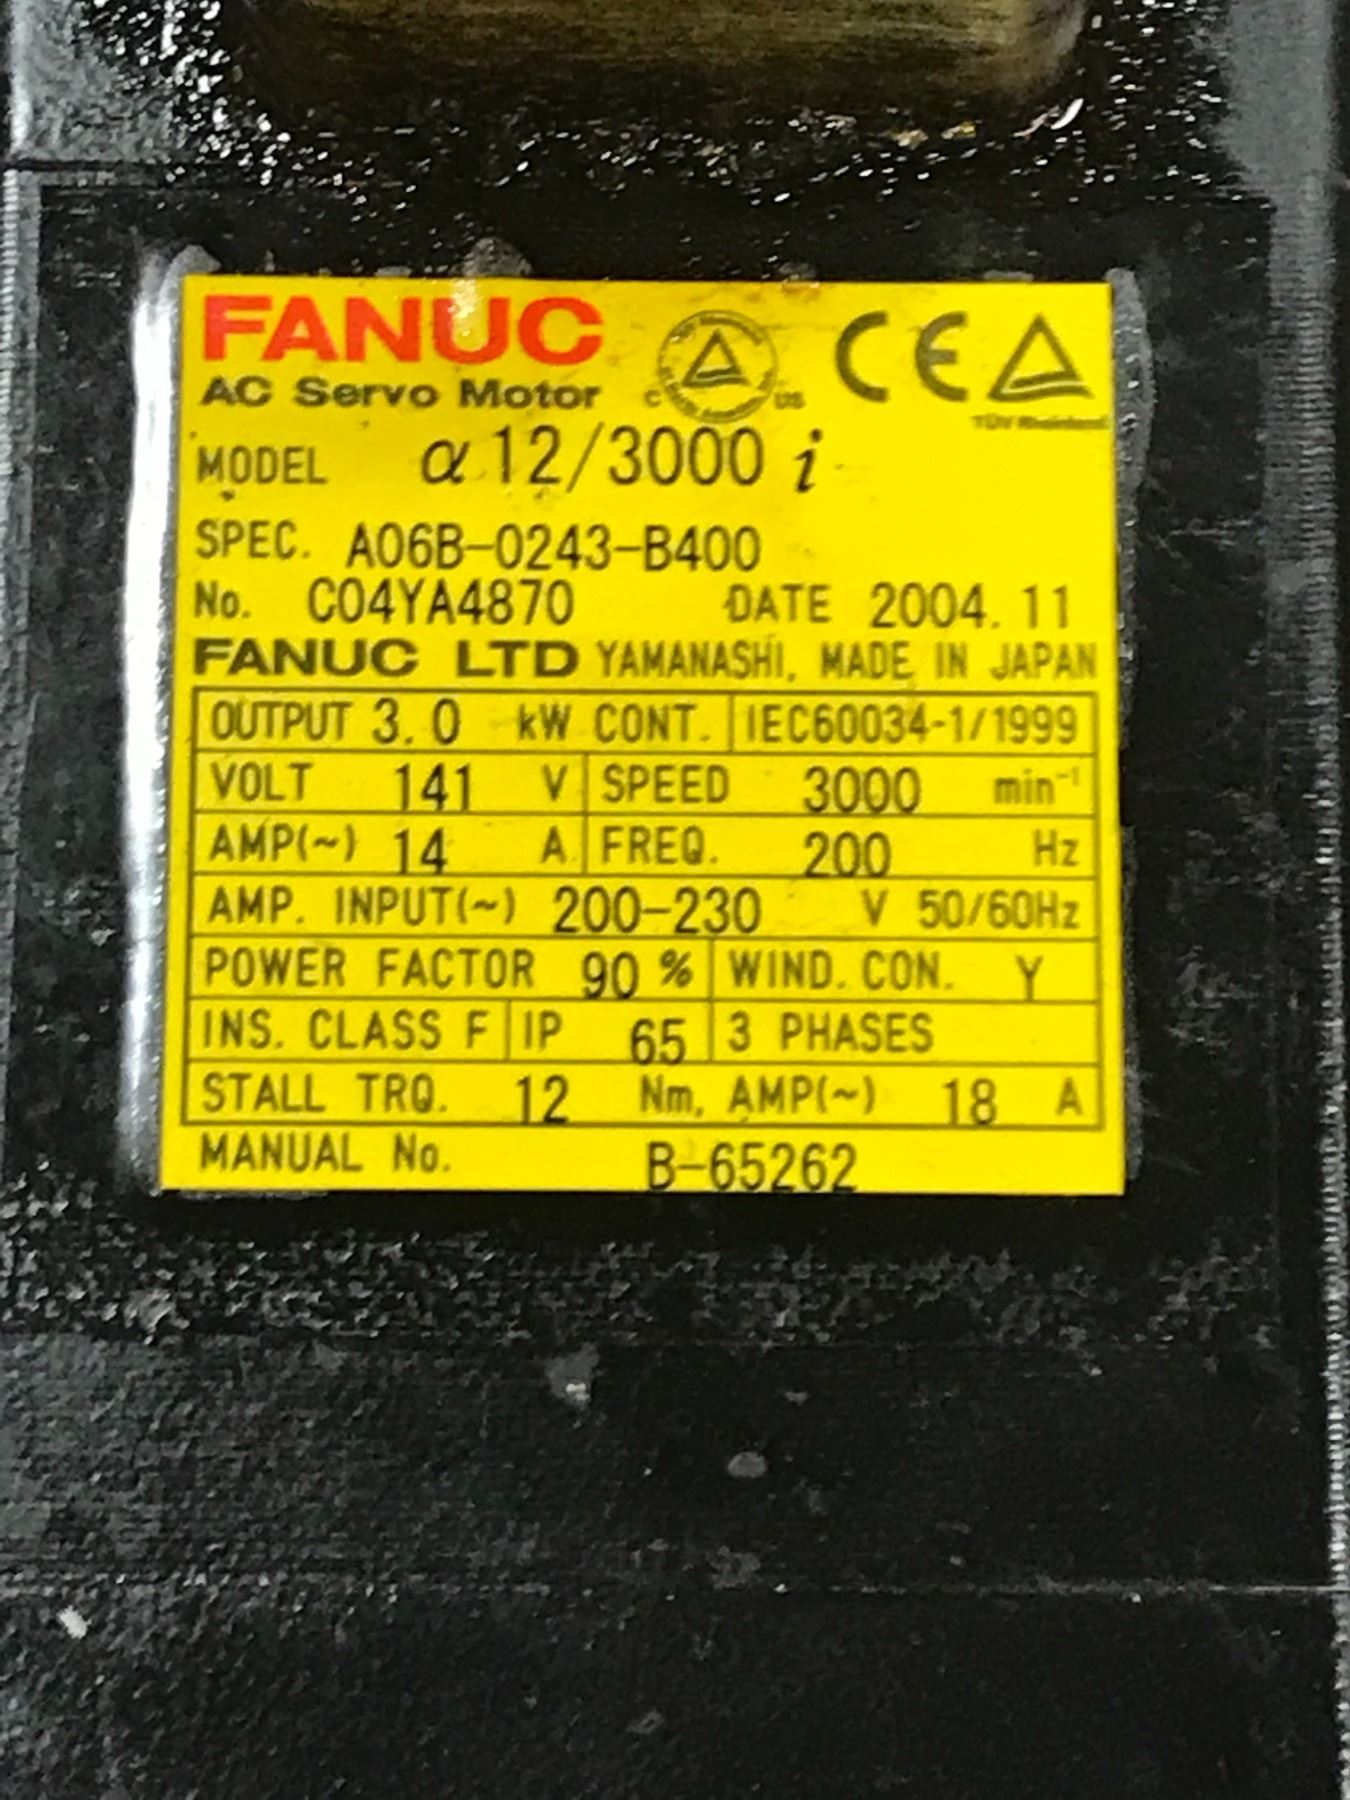 FANUC
AC Servo Motor
C US
CE
TÜV Rheinland
MODEL α12/3000 i
SPEC. A06B-0243-B400
No. C04YA4870 DATE 2004.11
FANUC LTD YAMANASHI, MADE IN JAPAN
OUTPUT 3.0 kW CONT. IEC60034-1/1999
VOLT 141 V SPEED 3000 min⁻¹
AMP(~) 14 A FREQ. 200 Hz
AMP. INPUT(~) 200-230 V 50/60Hz
POWER FACTOR 90 % WIND. CON. Y
INS. CLASS F IP 65 3 PHASES
STALL TRQ. 12 Nm, AMP(~) 18 A
MANUAL No. B-65262